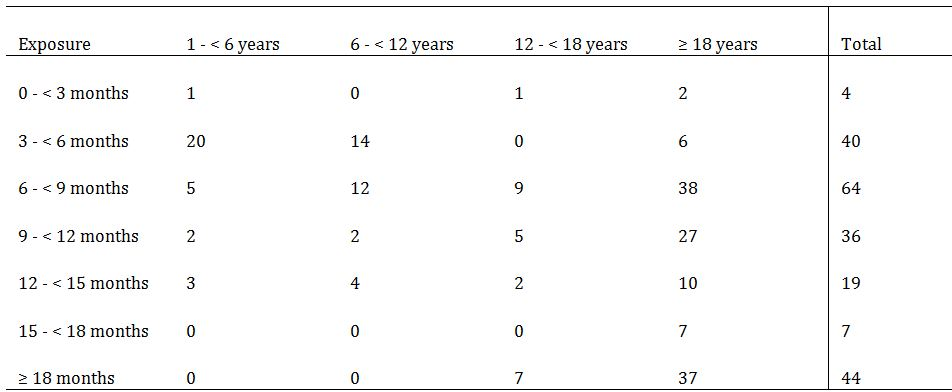 Exposure 1 - < 6 years 6 - < 12 years 12 - < 18 years ≥ 18 years Total
0 - < 3 months 1 0 1 2 4
3 - < 6 months 20 14 0 6 40
6 - < 9 months 5 12 9 38 64
9 - < 12 months 2 2 5 27 36
12 - < 15 months 3 4 2 10 19
15 - < 18 months 0 0 0 7 7
≥ 18 months 0 0 7 37 44